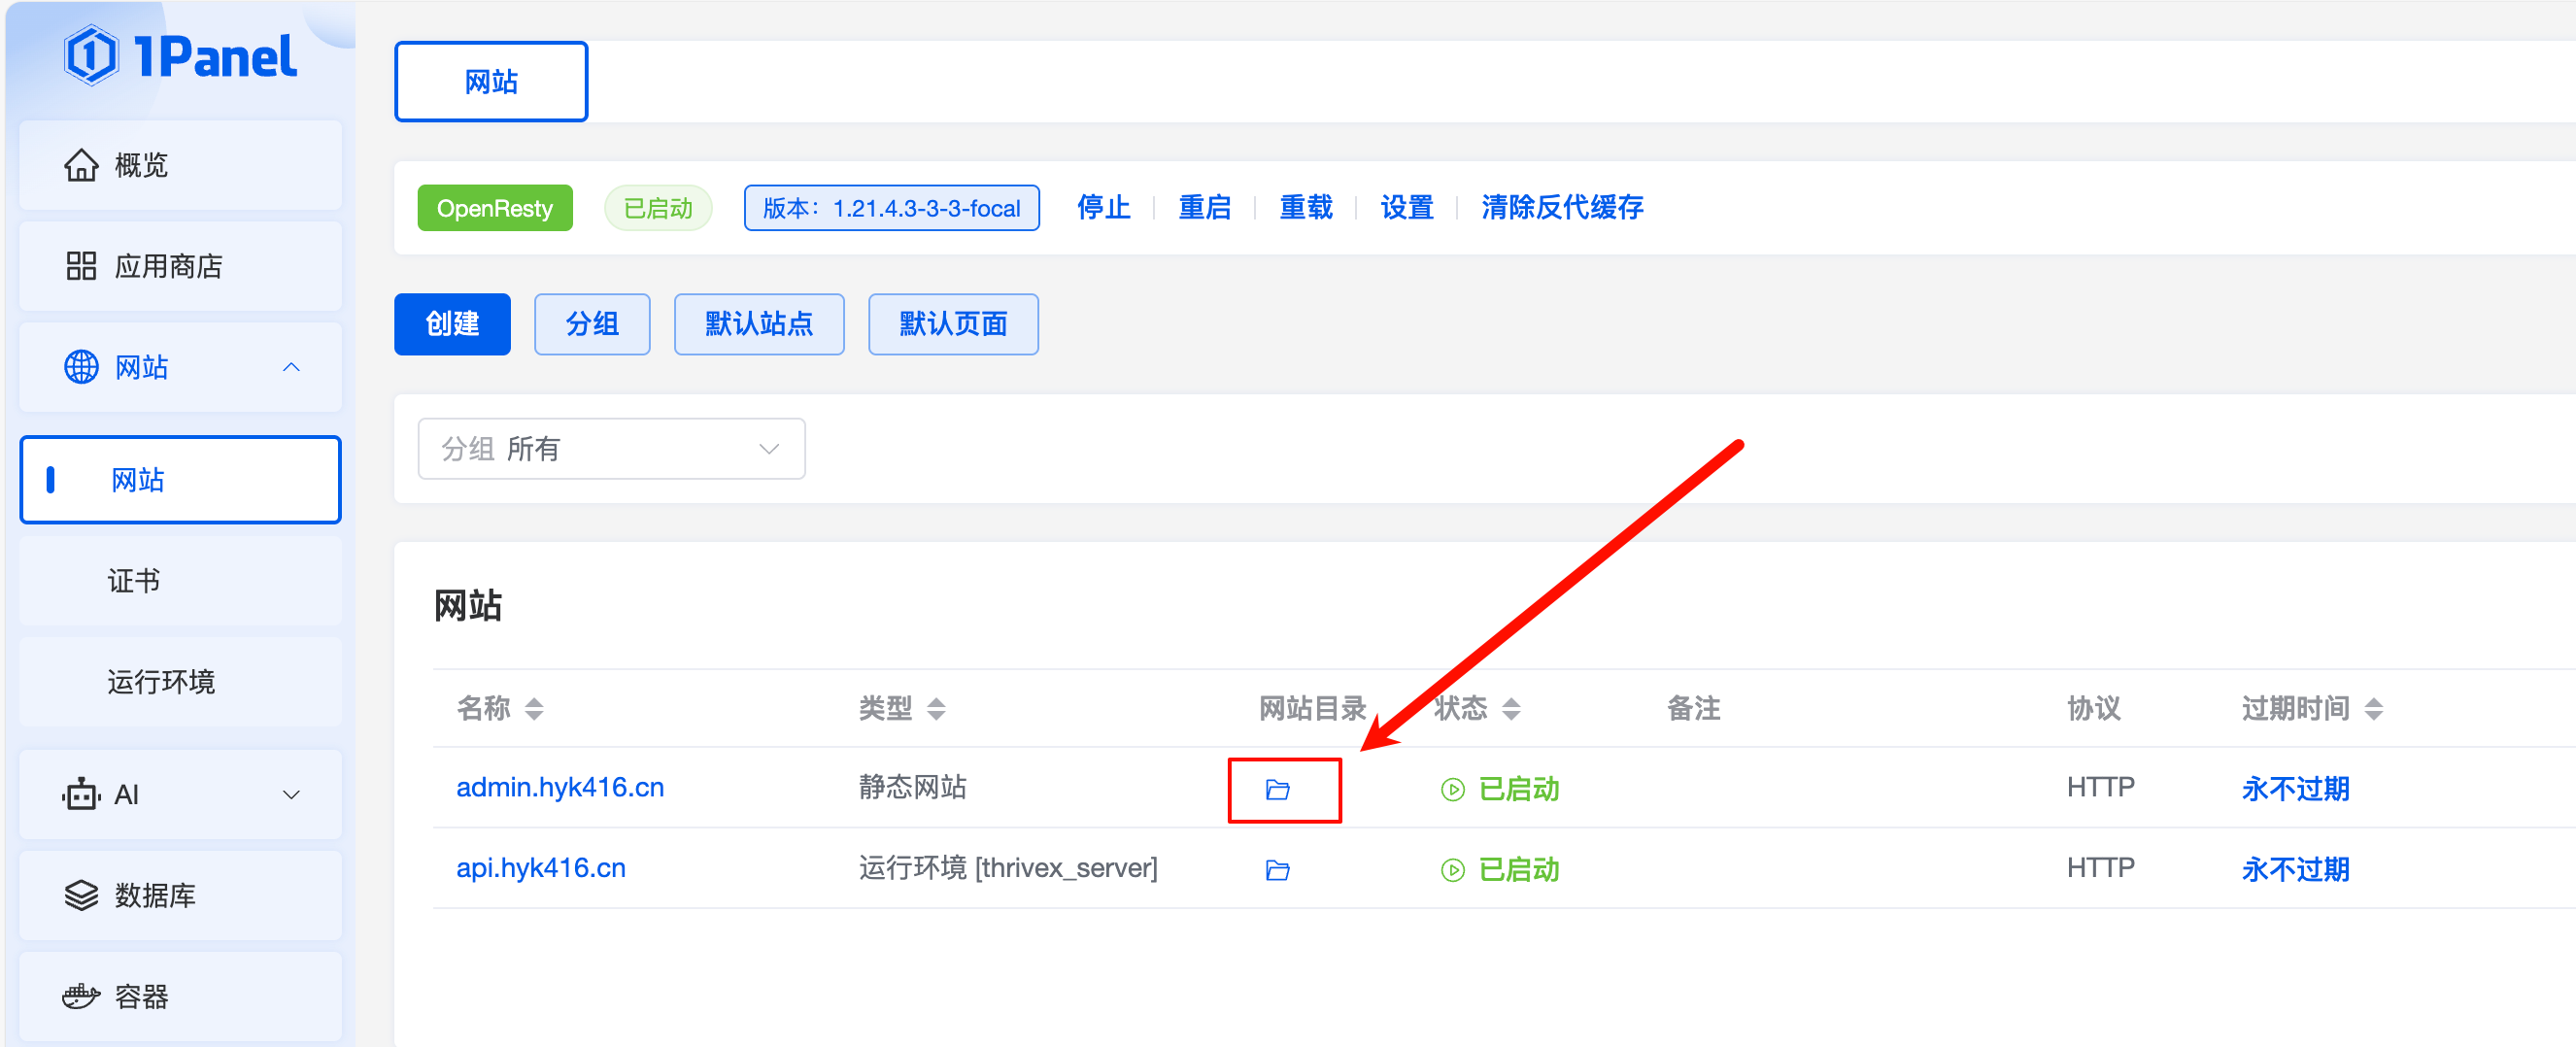 1Panel
概览
应用商店
网站
网站
证书
运行环境
AI
数据库
容器
网站
OpenResty 已启动 版本：1.21.4.3-3-3-focal 停止 重启 重载 设置 清除反代缓存
创建 分组 默认站点 默认页面
分组 所有
网站
名称 类型 网站目录 状态 备注 协议 过期时间
admin.hyk416.cn 静态网站 已启动 HTTP 永不过期
api.hyk416.cn 运行环境 [thrivex_server] 已启动 HTTP 永不过期